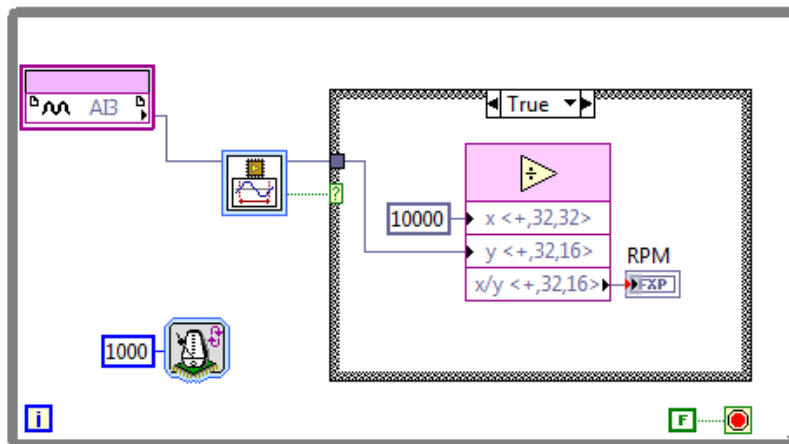 True
AI3
?
÷
10000
x <+,32,32>
y <+,32,16>
RPM
x/y <+,32,16>
FXP
1000
i
F